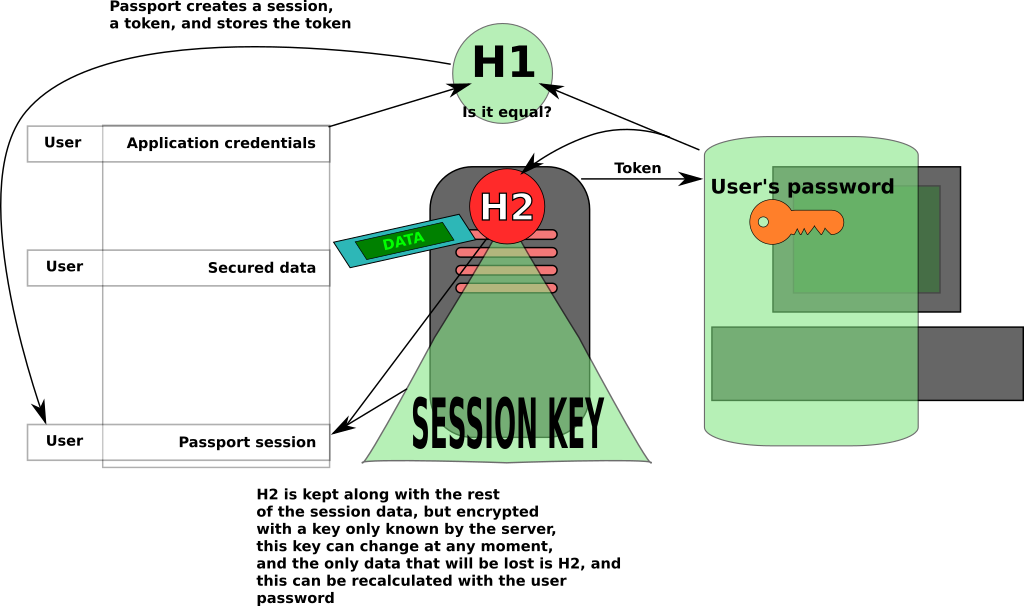 Passport creates a session,
a token, and stores the token
H1
Is it equal?
User
Application credentials
Token
User's password
H2
DATA
User
Secured data
SESSION KEY
User
Passport session
H2 is kept along with the rest
of the session data, but encrypted
with a key only known by the server,
this key can change at any moment,
and the only data that will be lost is H2, and
this can be recalculated with the user
password